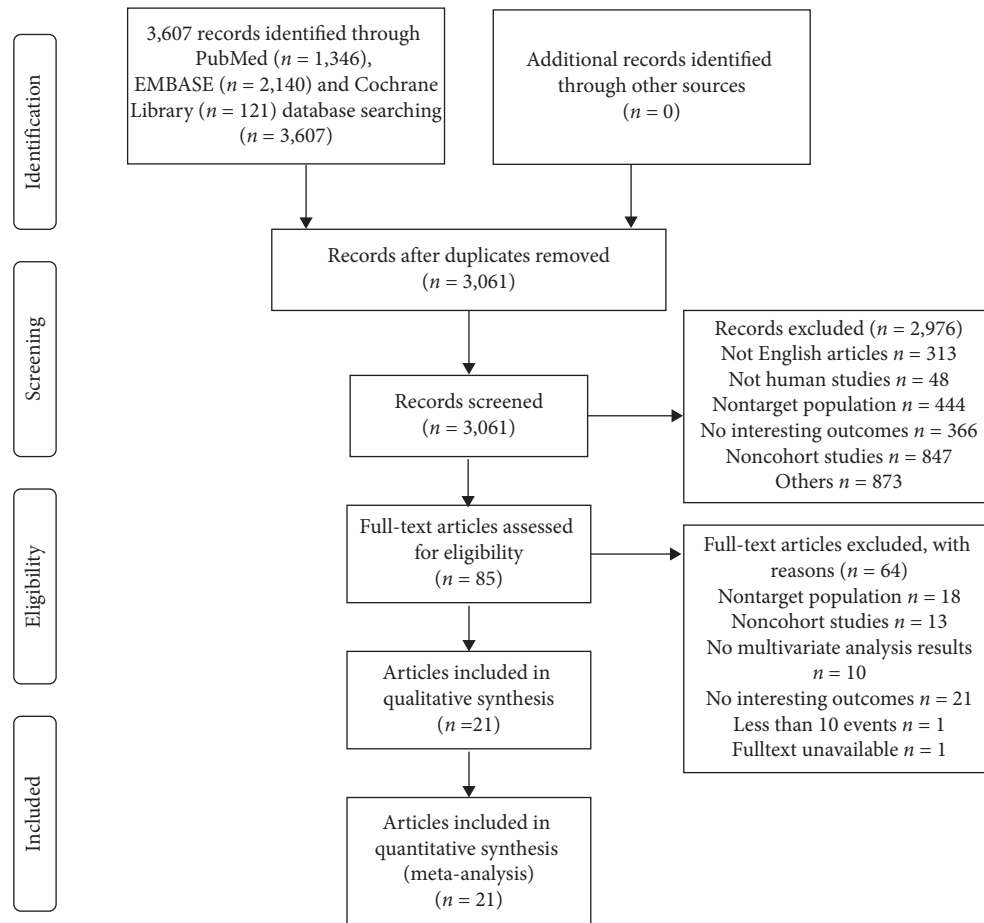 Identification
3,607 records identified through
PubMed (n = 1,346),
EMBASE (n = 2,140) and Cochrane
Library (n = 121) database searching
(n = 3,607)
Additional records identified
through other sources
(n = 0)
Records after duplicates removed
(n = 3,061)
Screening
Records screened
(n = 3,061)
Records excluded (n = 2,976)
Not English articles n = 313
Not human studies n = 48
Nontarget population n = 444
No interesting outcomes n = 366
Noncohort studies n = 847
Others n = 873
Eligibility
Full-text articles assessed
for eligibility
(n = 85)
Full-text articles excluded, with
reasons (n = 64)
Nontarget population n = 18
Noncohort studies n = 13
No multivariate analysis results
n = 10
No interesting outcomes n = 21
Less than 10 events n = 1
Fulltext unavailable n = 1
Articles included in
qualitative synthesis
(n =21)
Included
Articles included in
quantitative synthesis
(meta-analysis)
(n = 21)